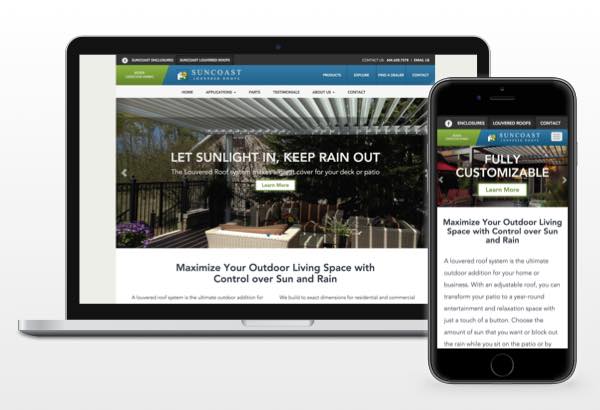 SUNCOAST ENCLOSURES SUNCOAST LOUVERED ROOFS CONTACT US: | EMAIL US
SUNCOAST
LOUVERED ROOFS
PRODUCTS EXPLORE FIND A DEALER CONTACT
HOME APPLICATIONS PARTS TESTIMONIALS ABOUT US CONTACT
LET SUNLIGHT IN, KEEP RAIN OUT
The Louvered Roof system makes a great cover for your deck or patio
Learn More
Maximize Your Outdoor Living Space with
Control over Sun and Rain
A louvered roof system is the ultimate outdoor addition for
We build to exact dimensions for residential and commercial
ENCLOSURES LOUVERED ROOFS CONTACT
SUNCOAST
LOUVERED ROOFS
FULLY
CUSTOMIZABLE
Learn More
Maximize Your Outdoor Living
Space with Control over Sun
and Rain
A louvered roof system is the ultimate
outdoor addition for your home or
business. With an adjustable roof, you can
transform your patio to a year-round
entertainment and relaxation space with
just a touch of a button. Choose the
amount of sun that you want or block out
the rain while you sit on the patio or by